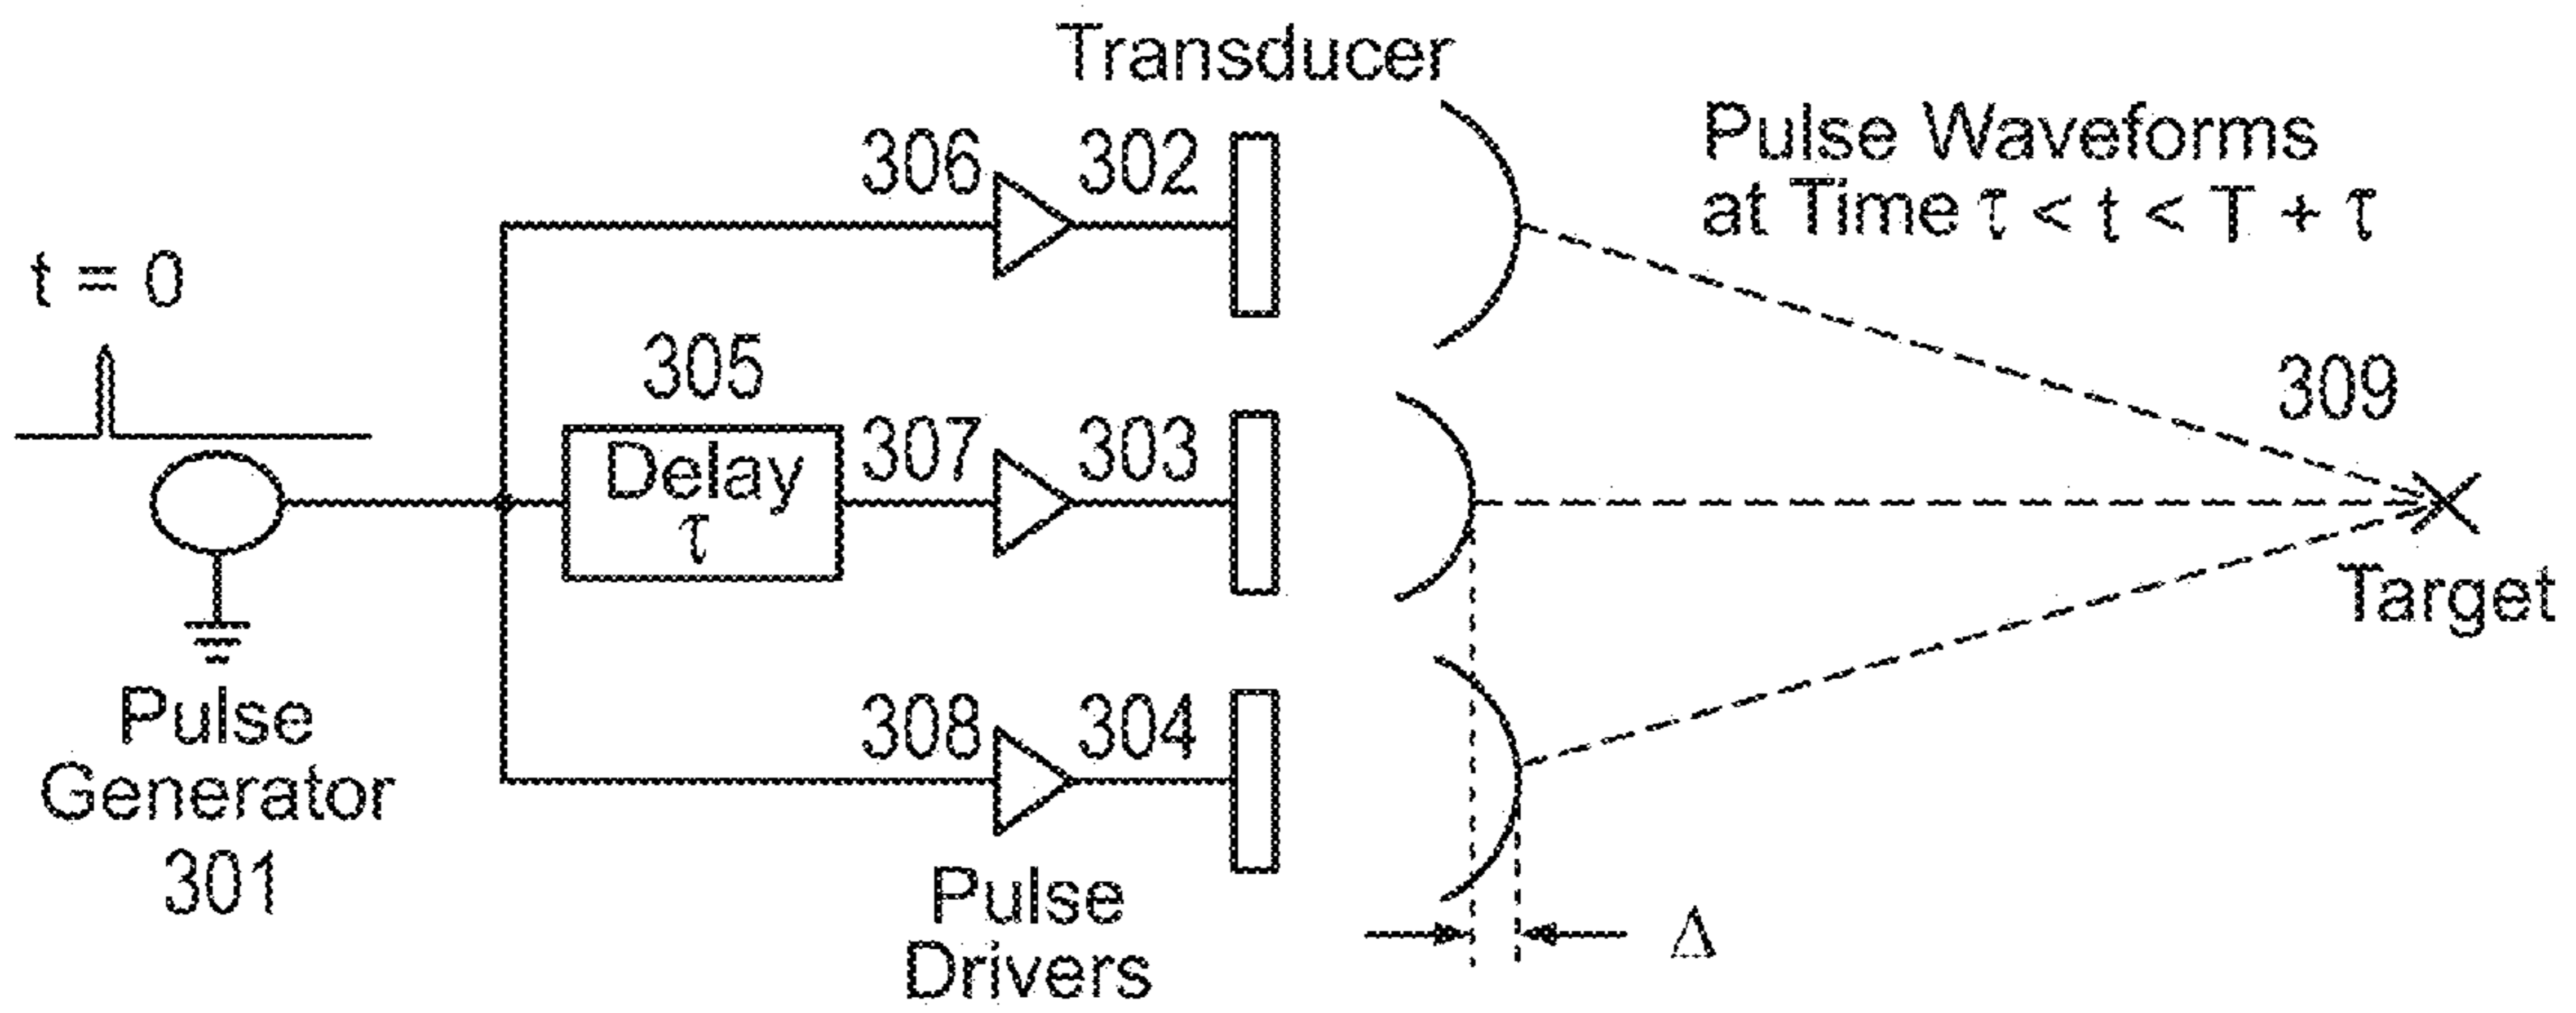 Transducer
306
302
Pulse Waveforms
at Time τ < t < T + τ
t = 0
305
309
Delay
τ
307
303
Target
308
304
Pulse
Generator
301
Pulse
Drivers
Δ